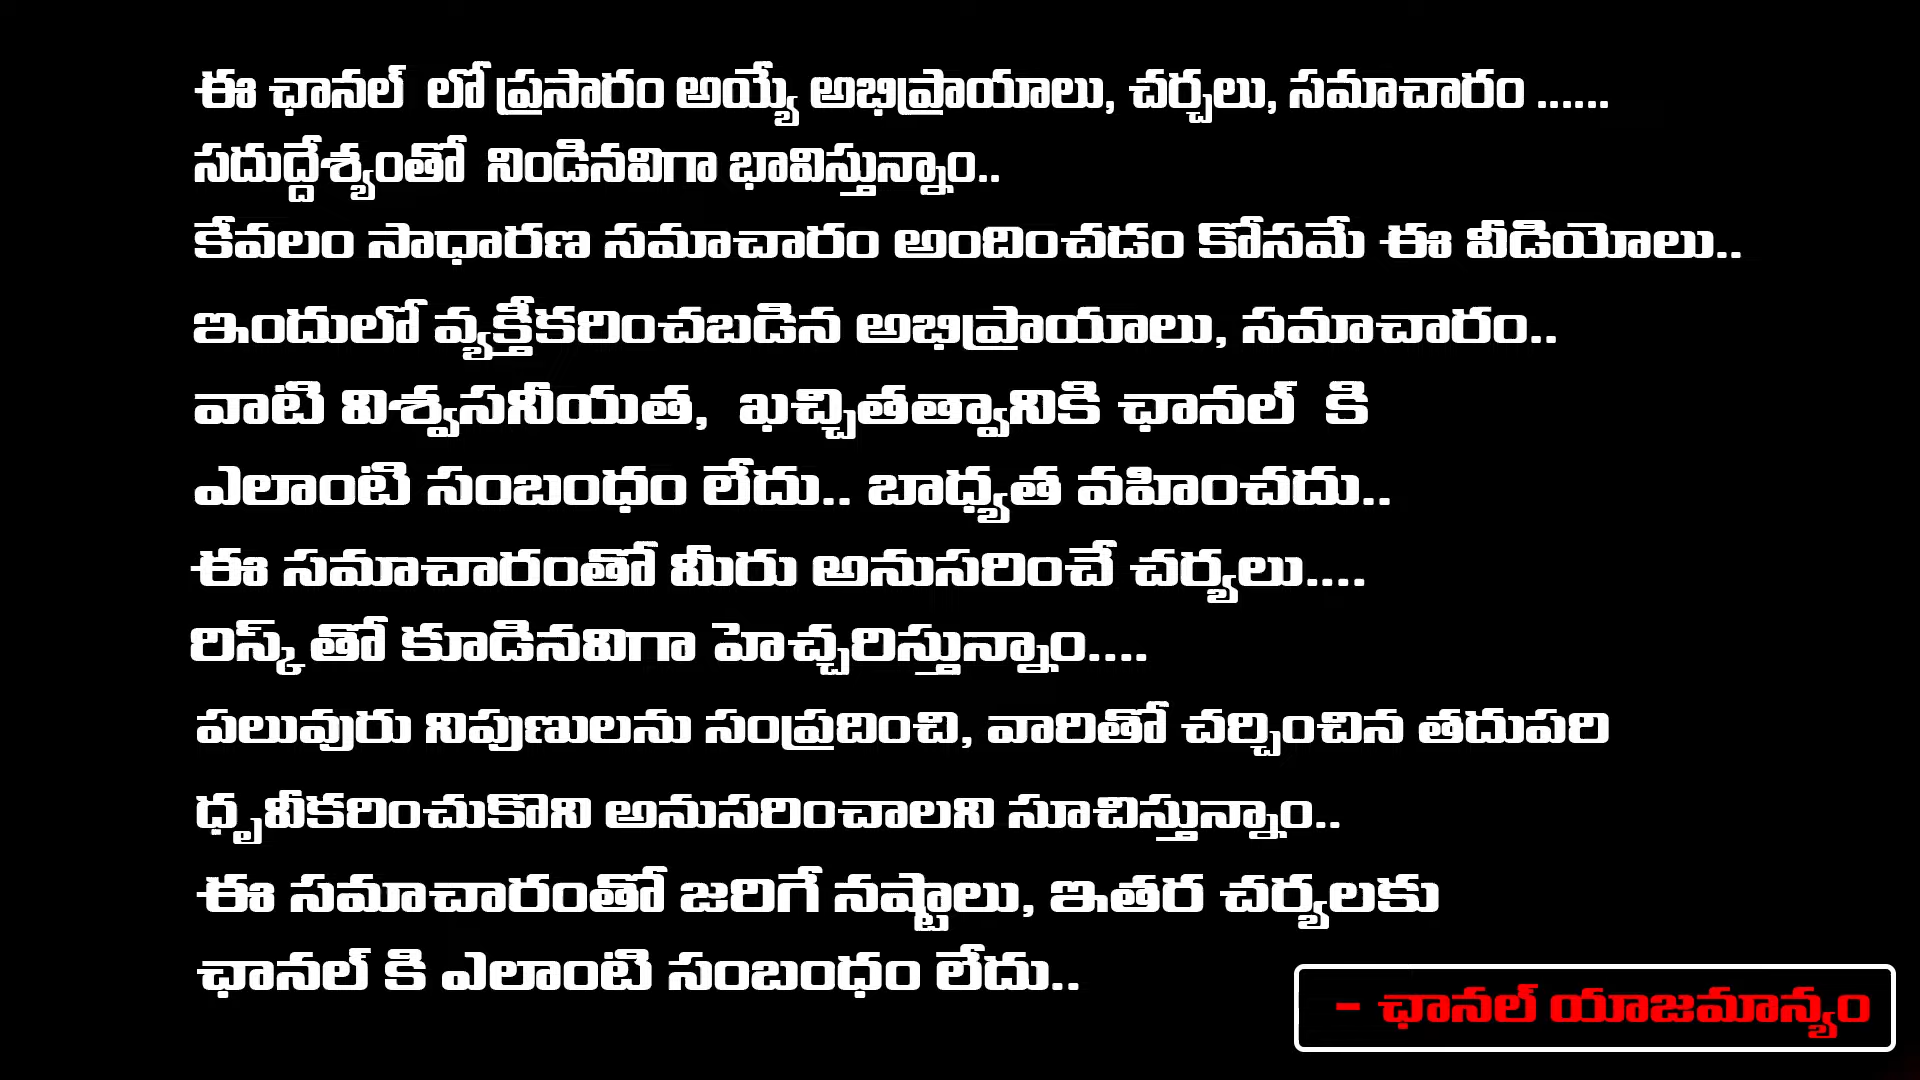 ఈ ఛానల్ లో ప్రసారం అయ్యే అభిప్రాయాలు, చర్చలు, సమాచారం ......
సదుద్దేశ్యంతో నిండినవిగా భావిస్తున్నాం..
కేవలం సాధారణ సమాచారం అందించడం కోసమే ఈ వీడియోలు..
ఇందులో వ్యక్తీకరించబడిన అభిప్రాయాలు, సమాచారం..
వాటి విశ్వసనీయత, ఖచ్చితత్వానికి ఛానల్ కి
ఎలాంటి సంబంధం లేదు.. బాధ్యత వహించదు..
ఈ సమాచారంతో మీరు అనుసరించే చర్యలు....
రిస్క్ తో కూడినవిగా హెచ్చరిస్తున్నాం....
పలువురు నిపుణులను సంప్రదించి, వారితో చర్చించిన తదుపరి
ధృవీకరించుకొని అనుసరించాలని సూచిస్తున్నాం..
ఈ సమాచారంతో జరిగే నష్టాలు, ఇతర చర్యలకు
ఛానల్ కి ఎలాంటి సంబంధం లేదు..
- ఛానల్ యాజమాన్యం